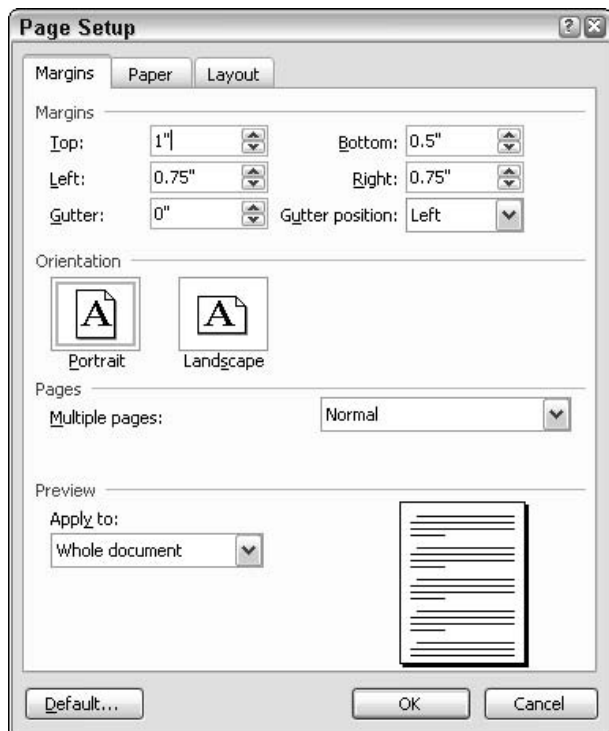 Page Setup
Margins Paper Layout
Margins
Top: 1" Bottom: 0.5"
Left: 0.75" Right: 0.75"
Gutter: 0" Gutter position: Left
Orientation
A A
Portrait Landscape
Pages
Multiple pages: Normal
Preview
Apply to:
Whole document
Default... OK Cancel